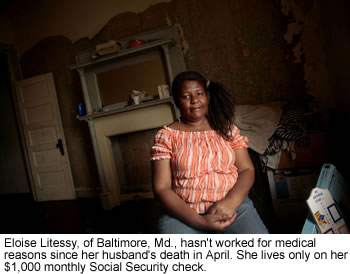 Eloise Litessy, of Baltimore, Md., hasn't worked for medical
reasons since her husband's death in April. She lives only on her
$1,000 monthly Social Security check.